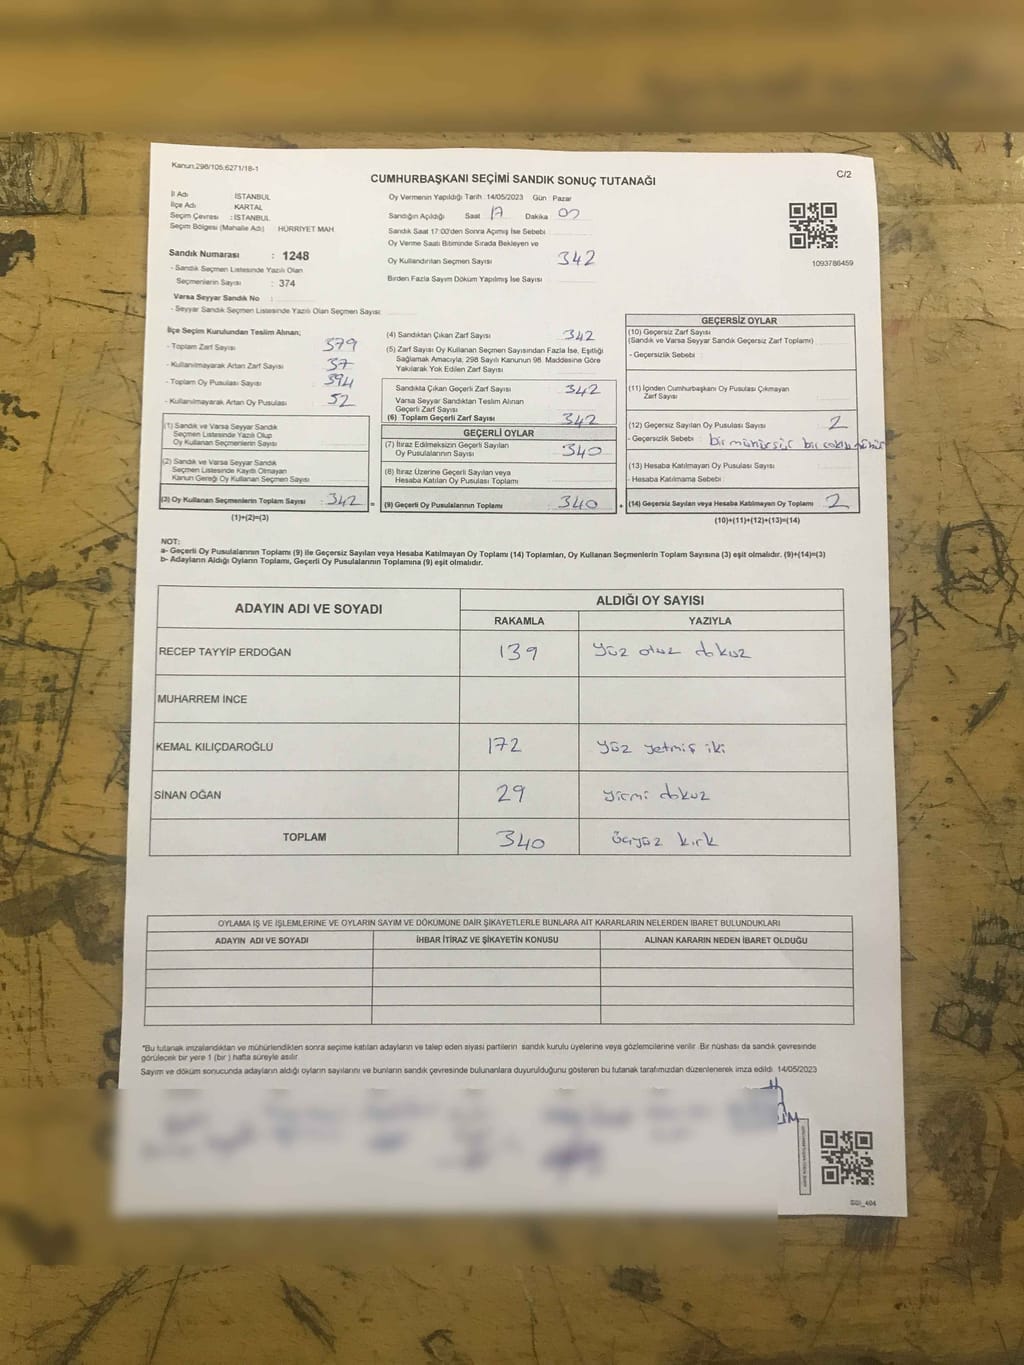 Kanun:298/105;6271/18-1
CUMHURBAŞKANI SEÇİMİ SANDIK SONUÇ TUTANAĞI
C/2
İl Adı : İSTANBUL
İlçe Adı : KARTAL
Seçim Çevresi : İSTANBUL
Seçim Bölgesi (Mahalle Adı) HÜRRİYET MAH
Sandık Numarası : 1248
- Sandık Seçmen Listesinde Yazılı Olan
Seçmenlerin Sayısı : 374
Varsa Seyyar Sandık No :
- Seyyar Sandık Seçmen Listesinde Yazılı Olan Seçmen Sayısı
Oy Vermenin Yapıldığı Tarih :14/05/2023 Gün Pazar
Sandığın Açıldığı Saat 17 Dakika 00
Sandık Saat 17:00'den Sonra Açımış İse Sebebi
Oy Verme Saati Bitiminde Sırada Bekleyen ve
Oy Kullandırılan Seçmen Sayısı 342
Birden Fazla Sayım Döküm Yapılmış İse Sayısı
1093786459
İlçe Seçim Kurulundan Teslim Alınan;
- Toplam Zarf Sayısı 379
- Kullanılmayarak Artan Zarf Sayısı 37
- Toplam Oy Pusulası Sayısı 394
- Kullanılmayarak Artan Oy Pusulası 52
(1) Sandık ve Varsa Seyyar Sandık
Seçmen Listesinde Yazılı Olup
Oy Kullanan Seçmenlerin Sayısı
(2) Sandık ve Varsa Seyyar Sandık
Seçmen Listesinde Kayıtlı Olmayan
Kanun Gereği Oy Kullanan Seçmen Sayısı
(3) Oy Kullanan Seçmenlerin Toplam Sayısı : 342 =
(1)+(2)=(3)
(4) Sandıktan Çıkan Zarf Sayısı 342
(5) Zarf Sayısı Oy Kullanan Seçmen Sayısından Fazla İse, Eşitliği
Sağlamak Amacıyla, 298 Sayılı Kanunun 98. Maddesine Göre
Yakılarak Yok Edilen Zarf Sayısı
Sandıkta Çıkan Geçerli Zarf Sayısı 342
Varsa Seyyar Sandıktan Teslim Alınan
Geçerli Zarf Sayısı
(6) Toplam Geçerli Zarf Sayısı 342
GEÇERLİ OYLAR
(7) İtiraz Edilmeksizin Geçerli Sayılan
Oy Pusulalarının Sayısı 340
(8) İtiraz Üzerine Geçerli Sayılan veya
Hesaba Katılan Oy Pusulası Toplamı
(9) Geçerli Oy Pusulalarının Toplamı : 340 +
GEÇERSİZ OYLAR
(10) Geçersiz Zarf Sayısı
(Sandık ve Varsa Seyyar Sandık Geçersiz Zarf Toplamı)
- Geçersizlik Sebebi :
(11) İçinden Cumhurbaşkanı Oy Pusulası Çıkmayan
Zarf Sayısı
(12) Geçersiz Sayılan Oy Pusulası Sayısı 2
- Geçersizlik Sebebi : bir mühürsüz bir
(13) Hesaba Katılmayan Oy Pusulası Sayısı
- Hesaba Katılmama Sebebi :
(14) Geçersiz Sayılan veya Hesaba Katılmayan Oy Toplamı 2
(10)+(11)+(12)+(13)=(14)
NOT:
a- Geçerli Oy Pusulalarının Toplamı (9) ile Geçersiz Sayılan veya Hesaba Katılmayan Oy Toplamı (14) Toplamları, Oy Kullanan Seçmenlerin Toplam Sayısına (3) eşit olmalıdır. (9)+(14)=(3)
b- Adayların Aldığı Oyların Toplamı, Geçerli Oy Pusulalarının Toplamına (9) eşit olmalıdır.
ADAYIN ADI VE SOYADI
ALDIĞI OY SAYISI
RAKAMLA YAZIYLA
RECEP TAYYİP ERDOĞAN 139 yüz otuz dokuz
MUHARREM İNCE
KEMAL KILIÇDAROĞLU 172 yüz yetmiş iki
SİNAN OĞAN 29 yirmi dokuz
TOPLAM 340 üçyüz kırk
OYLAMA İŞ VE İŞLEMLERİNE VE OYLARIN SAYIM VE DÖKÜMÜNE DAİR ŞİKAYETLERLE BUNLARA AİT KARARLARIN NELERDEN İBARET BULUNDUKLARI
ADAYIN ADI VE SOYADI İHBAR İTİRAZ VE ŞİKAYETİN KONUSU ALINAN KARARIN NEDEN İBARET OLDUĞU
*Bu tutanak imzalandıktan ve mühürlendikten sonra seçime katılan adayların ve talep eden siyasi partilerin sandık kurulu üyelerine veya gözlemcilerine verilir. Bir nüshası da sandık çevresinde
görülecek bir yere 1 (bir) hafta süreyle asılır
Sayım ve döküm sonucunda adayların aldığı oyların sayılarını ve bunların sandık çevresinde bulunanlara duyurulduğunu gösteren bu tutanak tarafımızdan düzenlenerek imza edildi. 14/05/2023